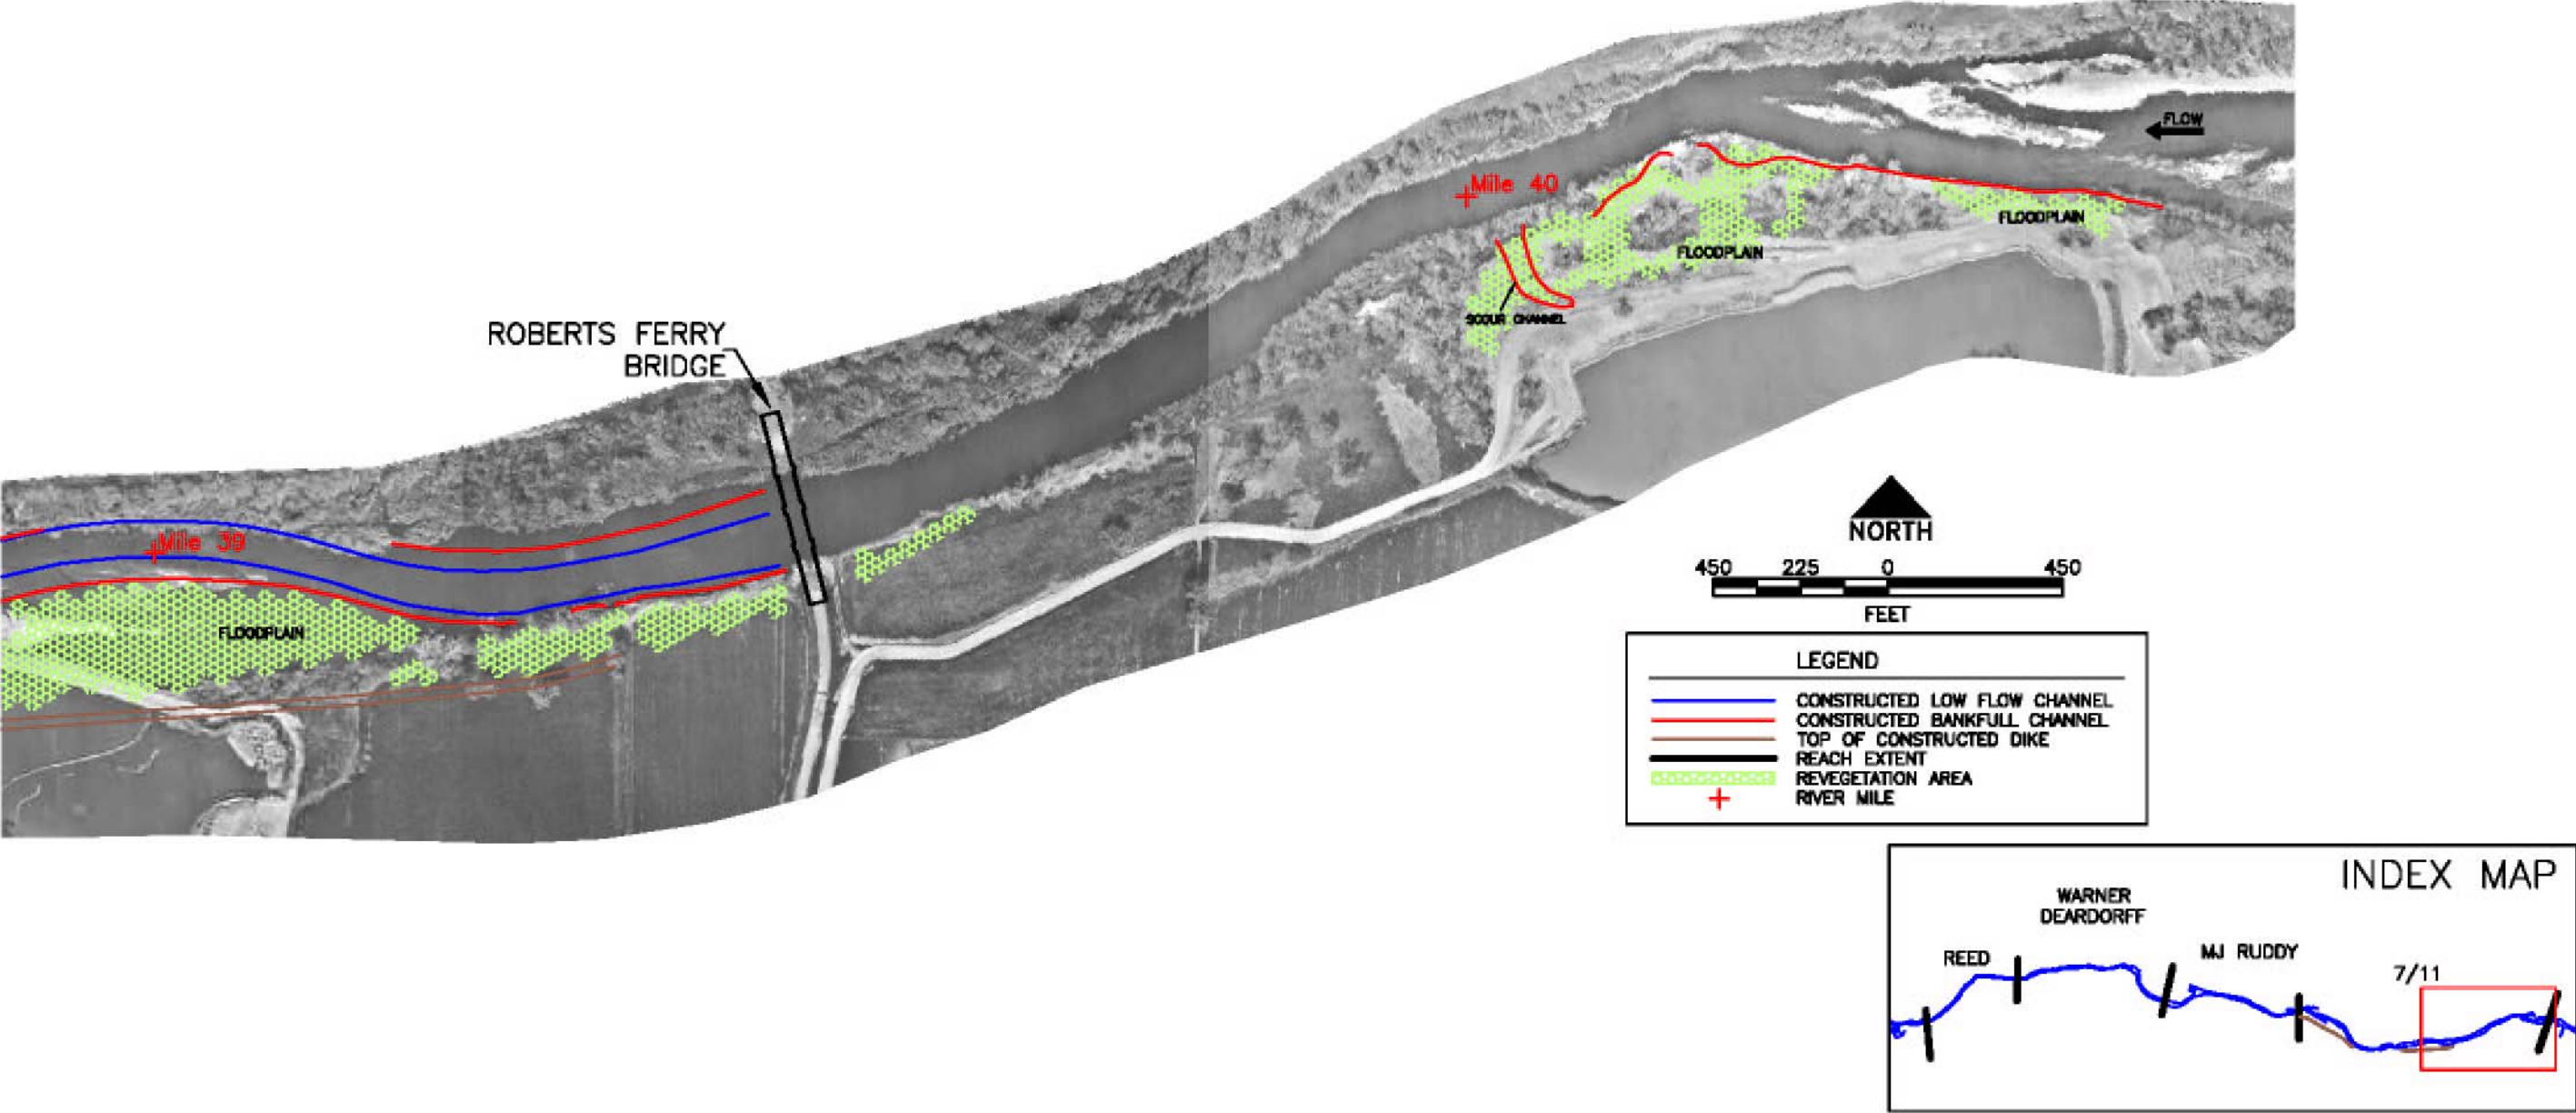 FLOW
Mile 40
FLOODPLAIN
FLOODPLAIN
SCOUR CHANNEL
ROBERTS FERRY
BRIDGE
Mile 39
FLOODPLAIN
NORTH
450 225 0 450
FEET
LEGEND
CONSTRUCTED LOW FLOW CHANNEL
CONSTRUCTED BANKFULL CHANNEL
TOP OF CONSTRUCTED DIKE
REACH EXTENT
REVEGETATION AREA
RIVER MILE
INDEX MAP
WARNER
DEARDORFF
REED
MJ RUDDY
7/11